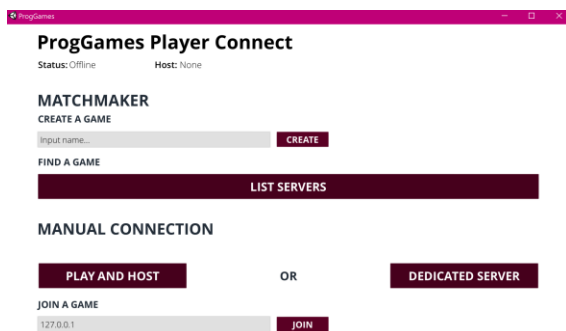 ProgGames
ProgGames Player Connect
Status: Offline Host: None
MATCHMAKER
CREATE A GAME
Input name... CREATE
FIND A GAME
LIST SERVERS
MANUAL CONNECTION
PLAY AND HOST OR DEDICATED SERVER
JOIN A GAME
127.0.0.1 JOIN